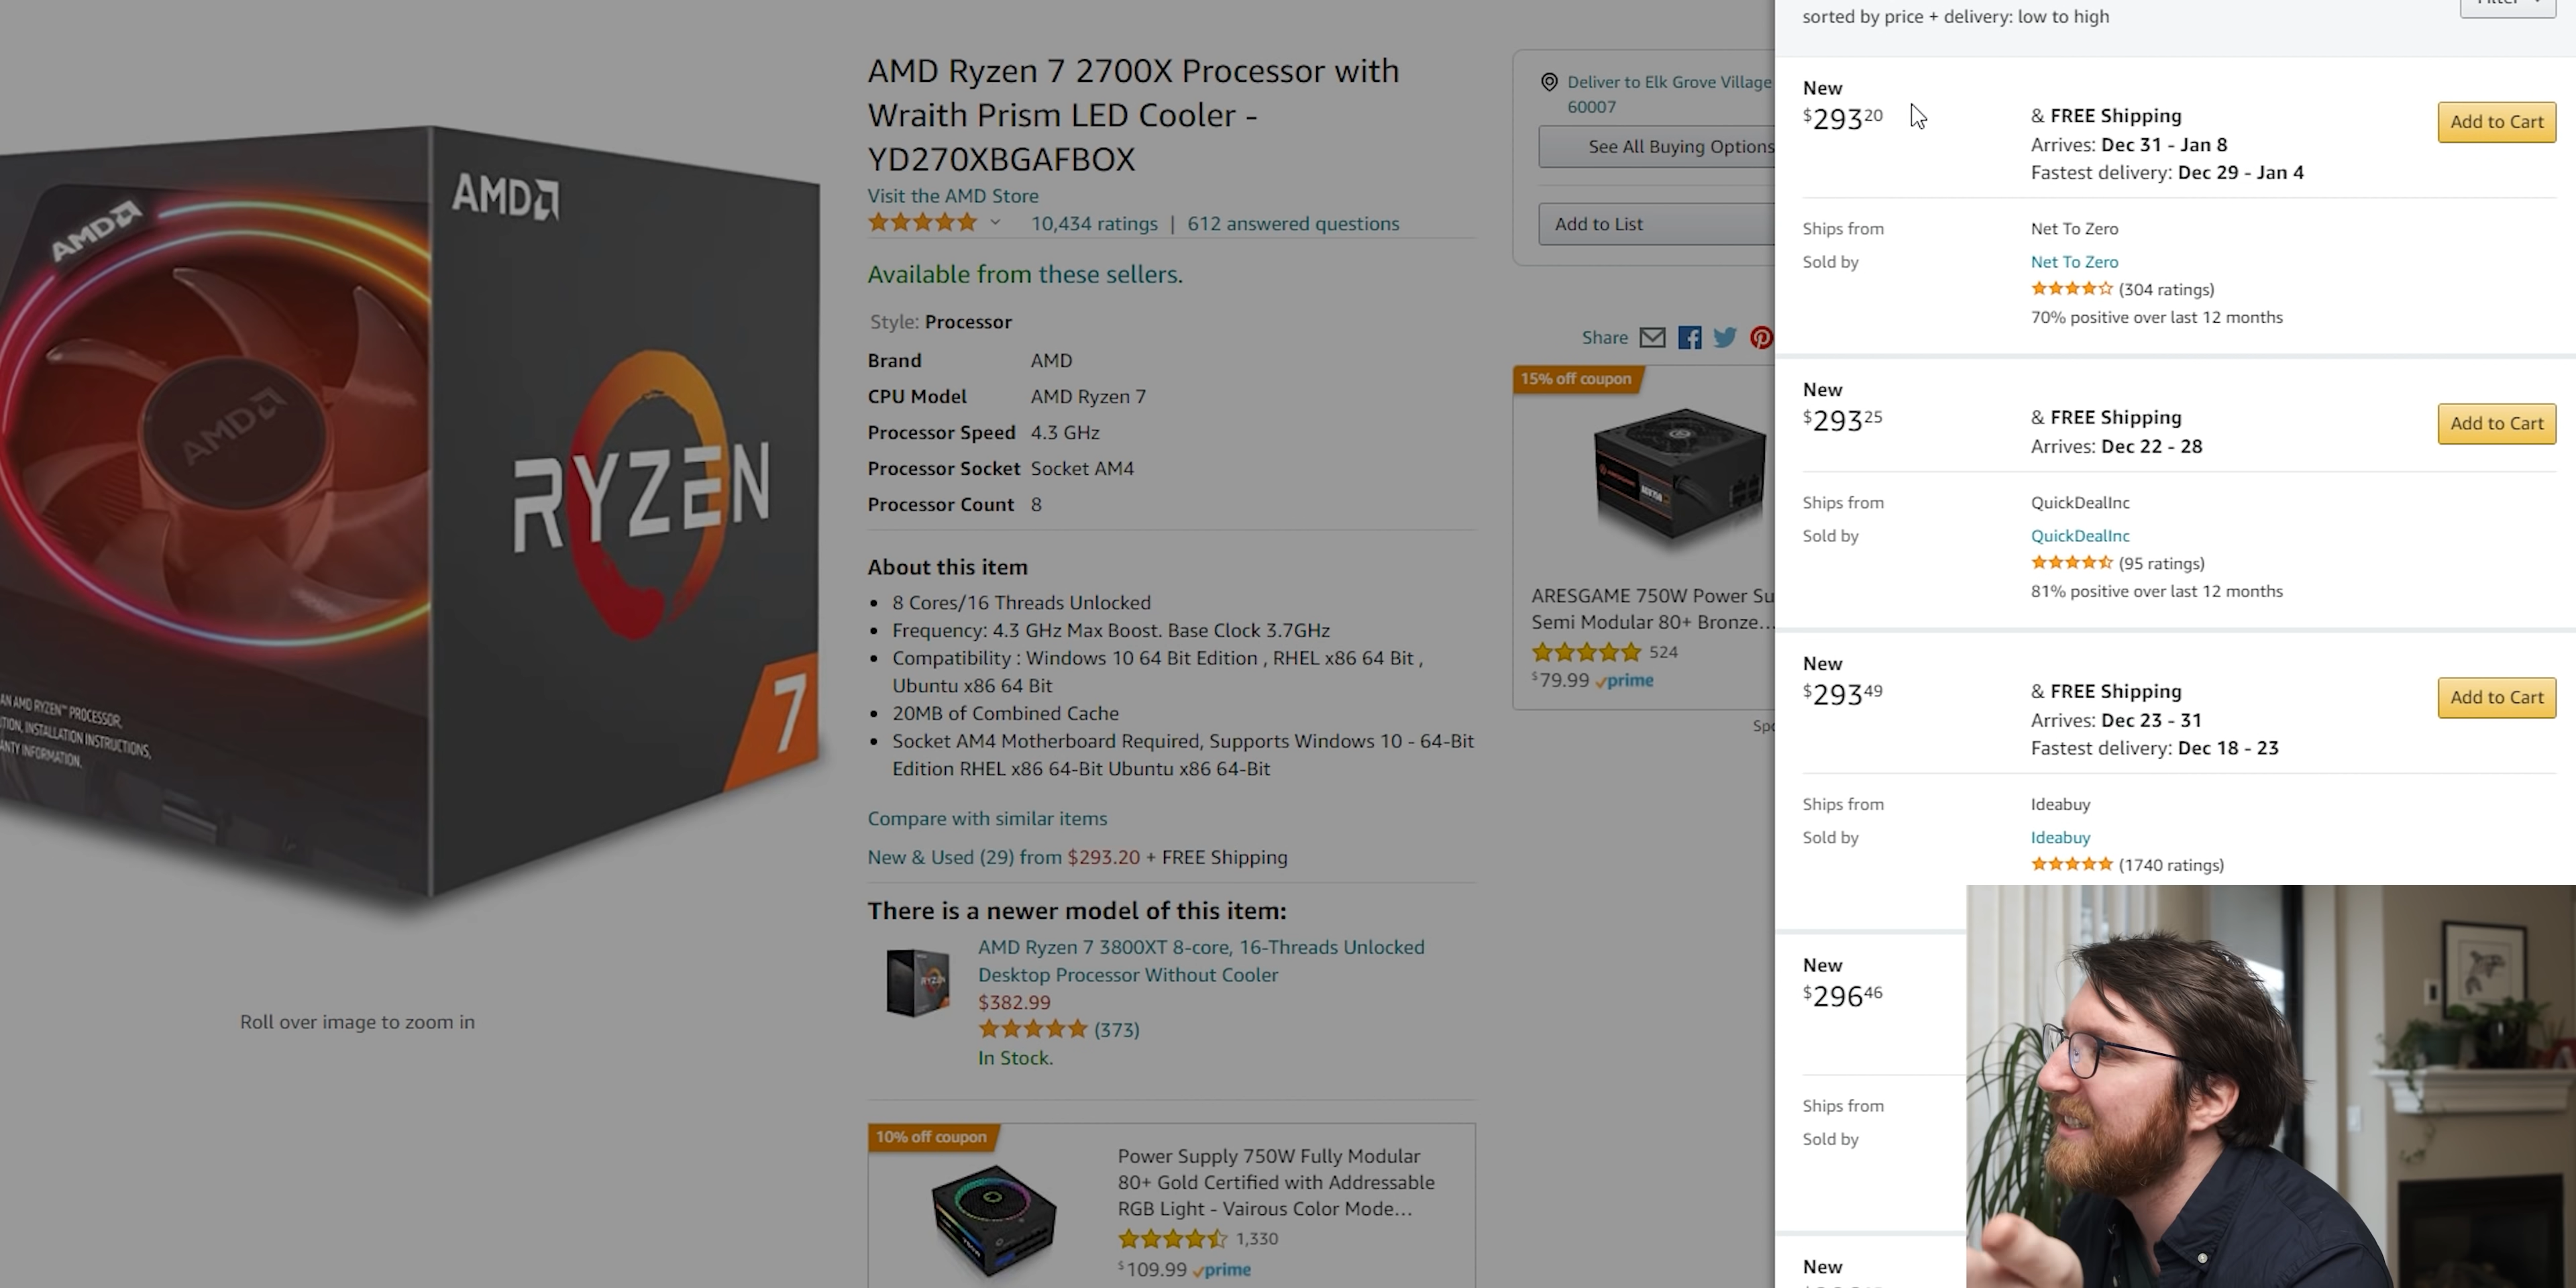 AMD
AMD
AMD
RYZEN
7
AN AMD RYZEN™ PROCESSOR,
TION, INSTALLATION INSTRUCTIONS,
ANTY INFORMATION.
Roll over image to zoom in
AMD Ryzen 7 2700X Processor with
Wraith Prism LED Cooler -
YD270XBGAFBOX
Visit the AMD Store
10,434 ratings | 612 answered questions
Available from these sellers.
Style: Processor
Brand AMD
CPU Model AMD Ryzen 7
Processor Speed 4.3 GHz
Processor Socket Socket AM4
Processor Count 8
About this item
• 8 Cores/16 Threads Unlocked
• Frequency: 4.3 GHz Max Boost. Base Clock 3.7GHz
• Compatibility : Windows 10 64 Bit Edition , RHEL x86 64 Bit ,
Ubuntu x86 64 Bit
• 20MB of Combined Cache
• Socket AM4 Motherboard Required, Supports Windows 10 - 64-Bit
Edition RHEL x86 64-Bit Ubuntu x86 64-Bit
Compare with similar items
New & Used (29) from $293.20 + FREE Shipping
There is a newer model of this item:
RYZEN
AMD Ryzen 7 3800XT 8-core, 16-Threads Unlocked
Desktop Processor Without Cooler
$382.99
(373)
In Stock.
10% off coupon
Power Supply 750W Fully Modular
80+ Gold Certified with Addressable
RGB Light - Vairous Color Mode...
1,330
$109.99 prime
Deliver to Elk Grove Village
60007
See All Buying Options
Add to List
Share
15% off coupon
ARESGAME 750W Power Su
Semi Modular 80+ Bronze...
524
$79.99 prime
Spo
sorted by price + delivery: low to high
Filter
New
$293.20
& FREE Shipping
Arrives: Dec 31 - Jan 8
Fastest delivery: Dec 29 - Jan 4
Add to Cart
Ships from Net To Zero
Sold by Net To Zero
(304 ratings)
70% positive over last 12 months
New
$293.25
& FREE Shipping
Arrives: Dec 22 - 28
Add to Cart
Ships from QuickDealInc
Sold by QuickDealInc
(95 ratings)
81% positive over last 12 months
New
$293.49
& FREE Shipping
Arrives: Dec 23 - 31
Fastest delivery: Dec 18 - 23
Add to Cart
Ships from Ideabuy
Sold by Ideabuy
(1740 ratings)
New
$296.46
Ships from
Sold by
New